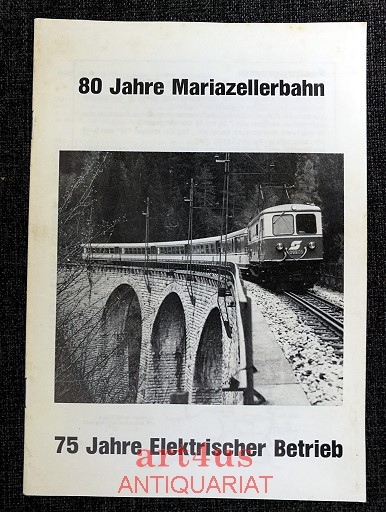 80 Jahre Mariazellerbahn
75 Jahre Elektrischer Betrieb
art4us
ANTIQUARIAT